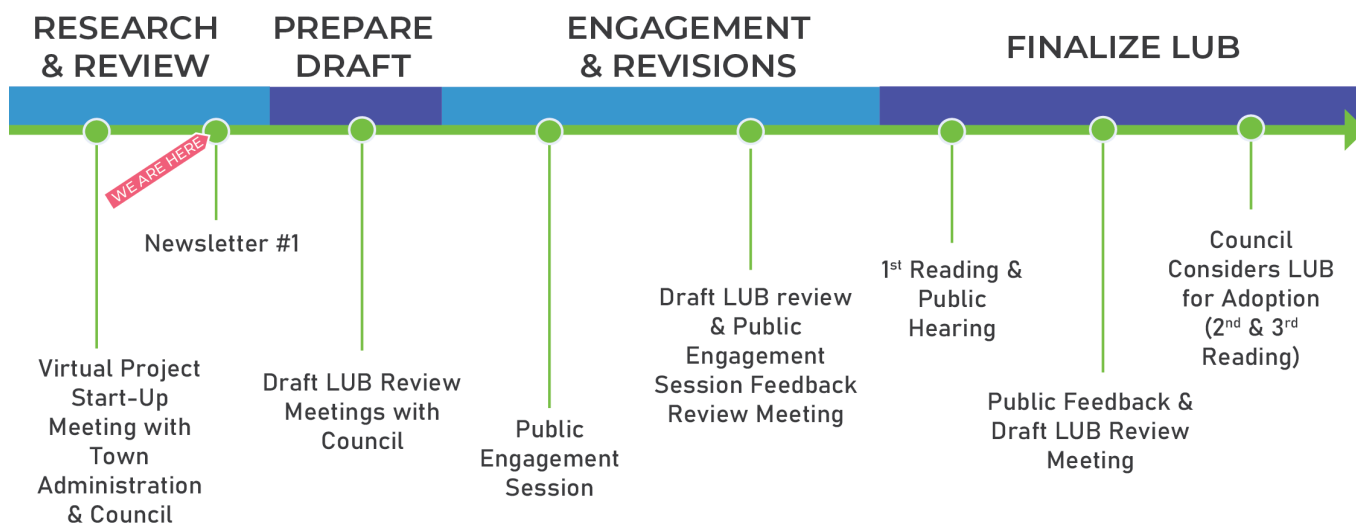 RESEARCH
& REVIEW
PREPARE
DRAFT
ENGAGEMENT
& REVISIONS
FINALIZE LUB
WE ARE HERE
Virtual Project
Start-Up
Meeting with
Town
Administration
& Council
Newsletter #1
Draft LUB Review
Meetings with
Council
Public
Engagement
Session
Draft LUB review
& Public
Engagement
Session Feedback
Review Meeting
1st Reading &
Public
Hearing
Public Feedback &
Draft LUB Review
Meeting
Council
Considers LUB
for Adoption
(2nd & 3rd
Reading)